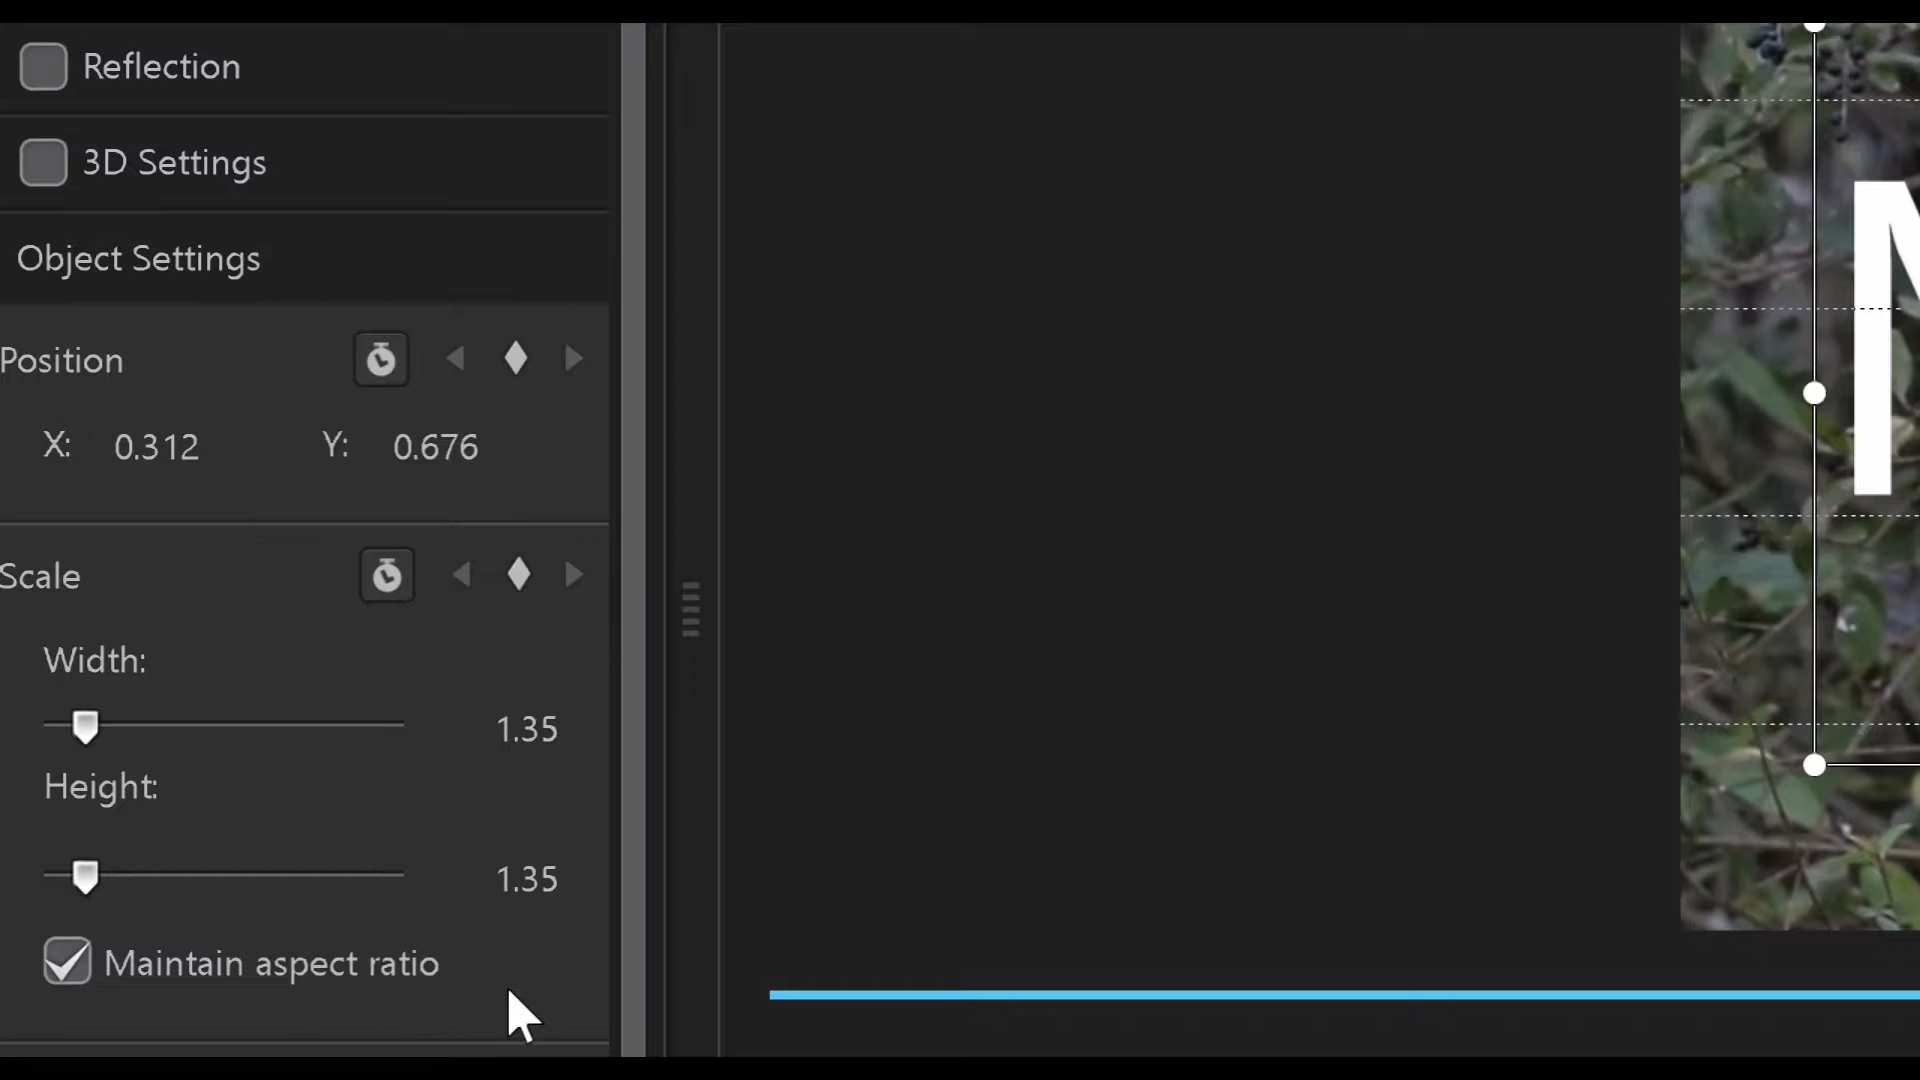 Reflection
3D Settings
Object Settings
Position
X: 0.312 Y: 0.676
Scale
Width:
1.35
Height:
1.35
Maintain aspect ratio